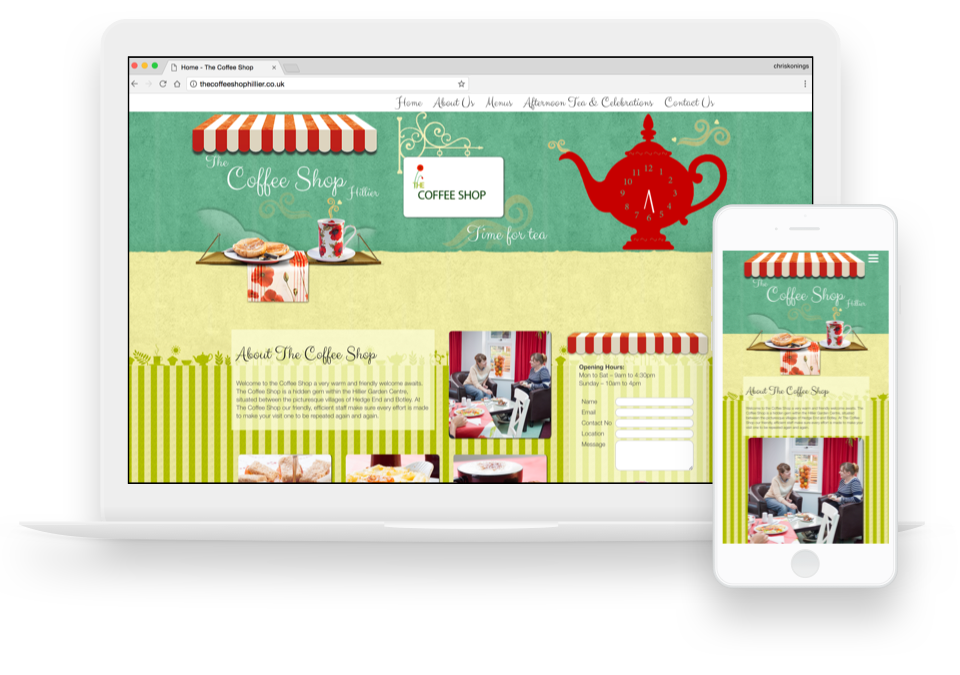 Home - The Coffee Shop
chriskonings
thecoffeeshophillier.co.uk
Home About Us Menus Afternoon Tea & Celebrations Contact Us
The
Coffee Shop
Hillier
THE
COFFEE SHOP
Time for tea
12
1
2
3
4
5
6
7
8
9
10
11
About The Coffee Shop
Welcome to the Coffee Shop a very warm and friendly welcome awaits.
The Coffee Shop is a hidden gem within the Hillier Garden Centre,
situated between the picturesque villages of Hedge End and Botley. At
The Coffee Shop our friendly, efficient staff make sure every effort is made
to make your visit one to be repeated again and again.
Opening Hours:
Mon to Sat – 9am to 4:30pm
Sunday – 10am to 4pm
Name
Email
Contact No
Location
Message
The
Coffee Shop
Hillier
About The Coffee Shop
Welcome to the Coffee Shop a very warm and friendly welcome awaits. The
Coffee Shop is a hidden gem within the Hillier Garden Centre, situated
between the picturesque villages of Hedge End and Botley. At The Coffee
Shop our friendly, efficient staff make sure every effort is made to make your
visit one to be repeated again and again.